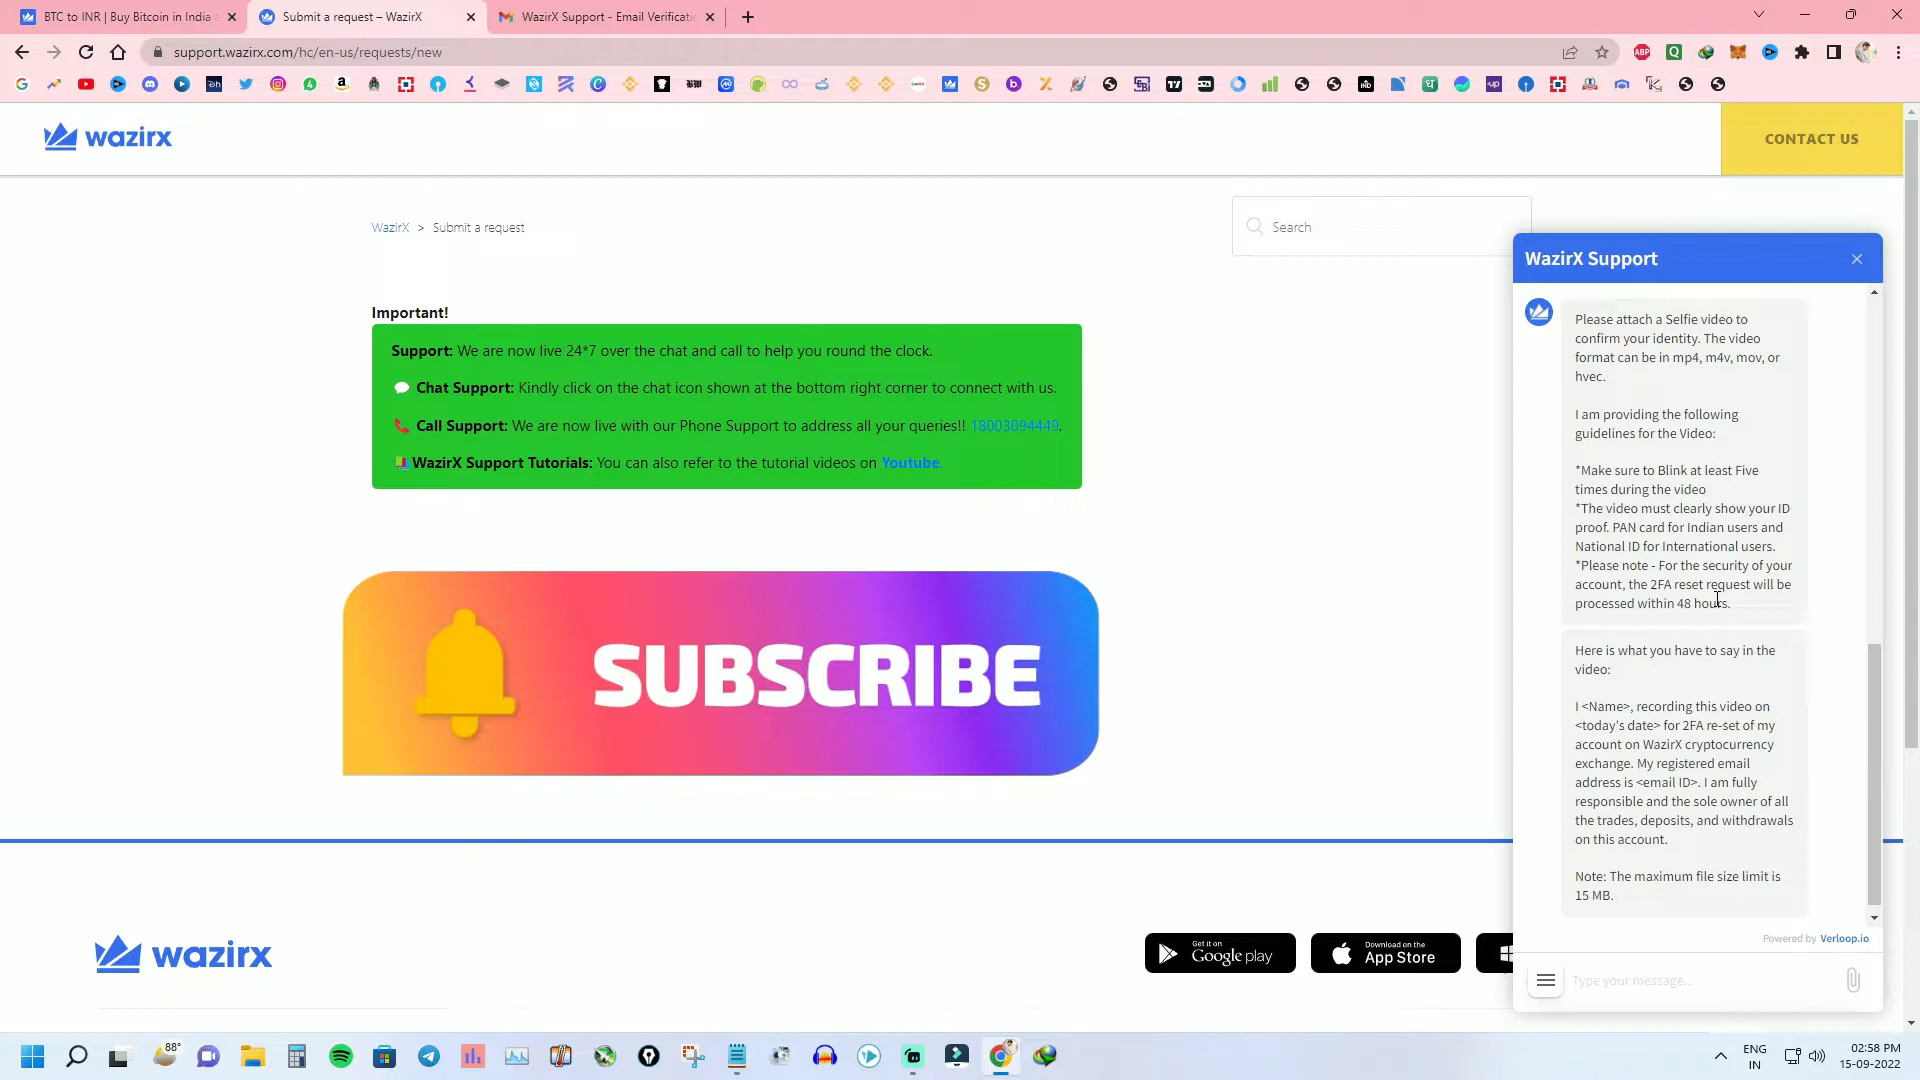 BTC to INR | Buy Bitcoin in India
Submit a request – WazirX
WazirX Support - Email Verificati
support.wazirx.com/hc/en-us/requests/new
wazirx
CONTACT US
WazirX > Submit a request
Search
Important!
Support: We are now live 24*7 over the chat and call to help you round the clock.
Chat Support: Kindly click on the chat icon shown at the bottom right corner to connect with us.
Call Support: We are now live with our Phone Support to address all your queries!! 18003094449.
WazirX Support Tutorials: You can also refer to the tutorial videos on Youtube.
SUBSCRIBE
WazirX Support
Please attach a Selfie video to
confirm your identity. The video
format can be in mp4, m4v, mov, or
hvec.
I am providing the following
guidelines for the Video:
*Make sure to Blink at least Five
times during the video
*The video must clearly show your ID
proof. PAN card for Indian users and
National ID for International users.
*Please note - For the security of your
account, the 2FA reset request will be
processed within 48 hours.
Here is what you have to say in the
video:
I <Name>, recording this video on
<today's date> for 2FA re-set of my
account on WazirX cryptocurrency
exchange. My registered email
address is <email ID>. I am fully
responsible and the sole owner of all
the trades, deposits, and withdrawals
on this account.
Note: The maximum file size limit is
15 MB.
Powered by Verloop.io
Type your message...
wazirx
Get it on
Google play
Download on the
App Store
88°
ENG
IN
02:58 PM
15-09-2022